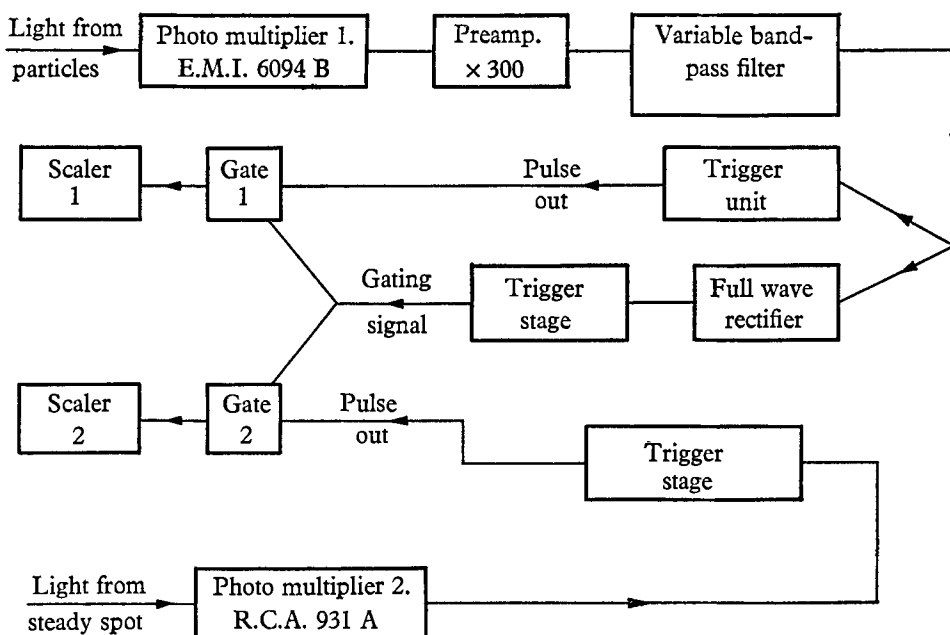 Light from
particles
Photo multiplier 1.
E.M.I. 6094 B
Preamp.
× 300
Variable band-
pass filter
Scaler
1
Gate
1
Pulse
out
Trigger
unit
Gating
signal
Trigger
stage
Full wave
rectifier
Scaler
2
Gate
2
Pulse
out
Trigger
stage
Light from
steady spot
Photo multiplier 2.
R.C.A. 931 A